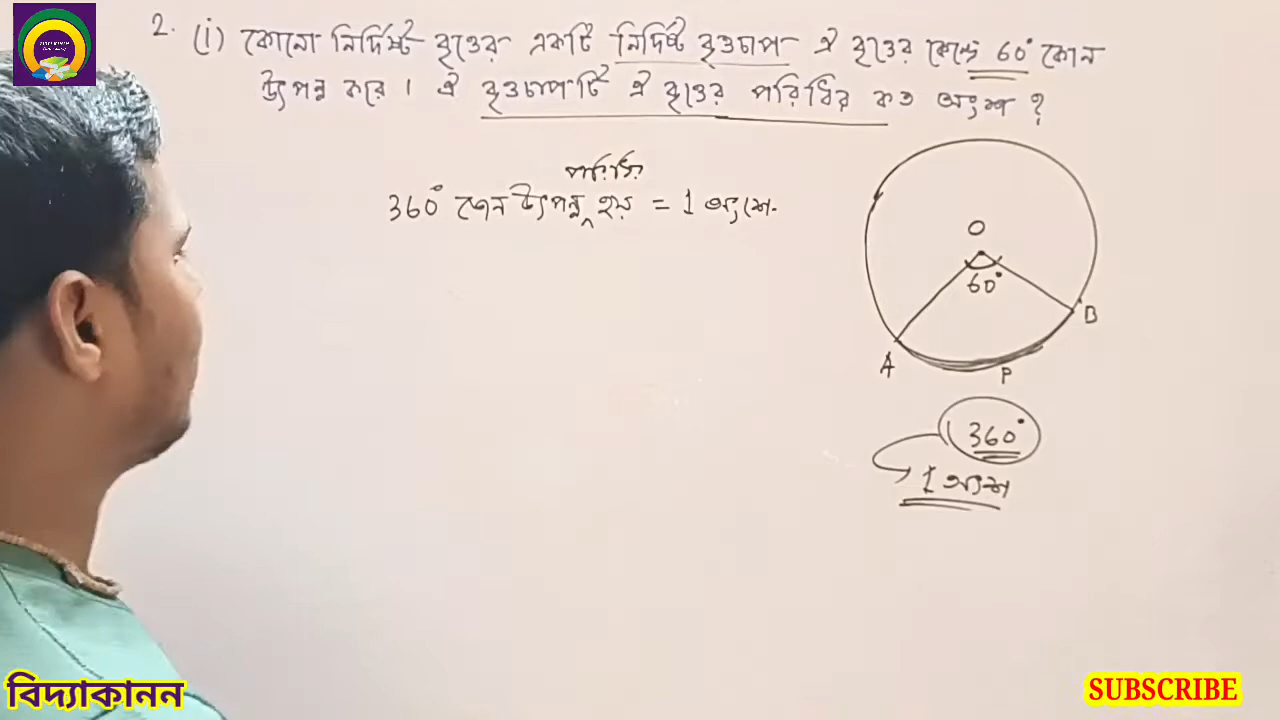 2. (i) কোনো নির্দিষ্ট বৃত্তের একটি নির্দিষ্ট বৃত্তচাপ ঐ বৃত্তের কেন্দ্রে 60° কোন
উৎপন্ন করে । ঐ বৃত্তচাপটি ঐ বৃত্তের পরিধির কত অংশ ?
পরিধির
360° কোন উৎপন্ন হয় = 1 অংশে.
O
60°
A
B
P
360°
1 অংশ
বিদ্যাকানন
SUBSCRIBE